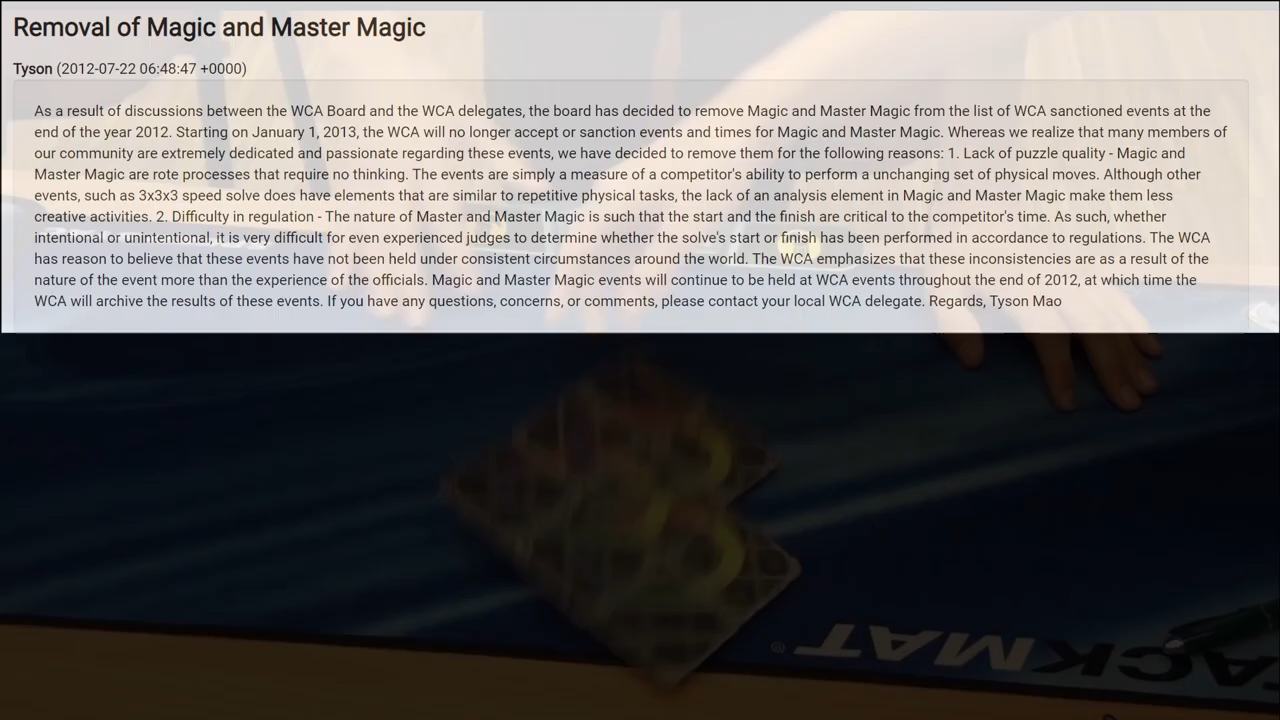 Removal of Magic and Master Magic
Tyson (2012-07-22 06:48:47 +0000)
As a result of discussions between the WCA Board and the WCA delegates, the board has decided to remove Magic and Master Magic from the list of WCA sanctioned events at the
end of the year 2012. Starting on January 1, 2013, the WCA will no longer accept or sanction events and times for Magic and Master Magic. Whereas we realize that many members of
our community are extremely dedicated and passionate regarding these events, we have decided to remove them for the following reasons: 1. Lack of puzzle quality - Magic and
Master Magic are rote processes that require no thinking. The events are simply a measure of a competitor's ability to perform a unchanging set of physical moves. Although other
events, such as 3x3x3 speed solve does have elements that are similar to repetitive physical tasks, the lack of an analysis element in Magic and Master Magic make them less
creative activities. 2. Difficulty in regulation - The nature of Master and Master Magic is such that the start and the finish are critical to the competitor's time. As such, whether
intentional or unintentional, it is very difficult for even experienced judges to determine whether the solve's start or finish has been performed in accordance to regulations. The WCA
has reason to believe that these events have not been held under consistent circumstances around the world. The WCA emphasizes that these inconsistencies are as a result of the
nature of the event more than the experience of the officials. Magic and Master Magic events will continue to be held at WCA events throughout the end of 2012, at which time the
WCA will archive the results of these events. If you have any questions, concerns, or comments, please contact your local WCA delegate. Regards, Tyson Mao
ACKMAT®